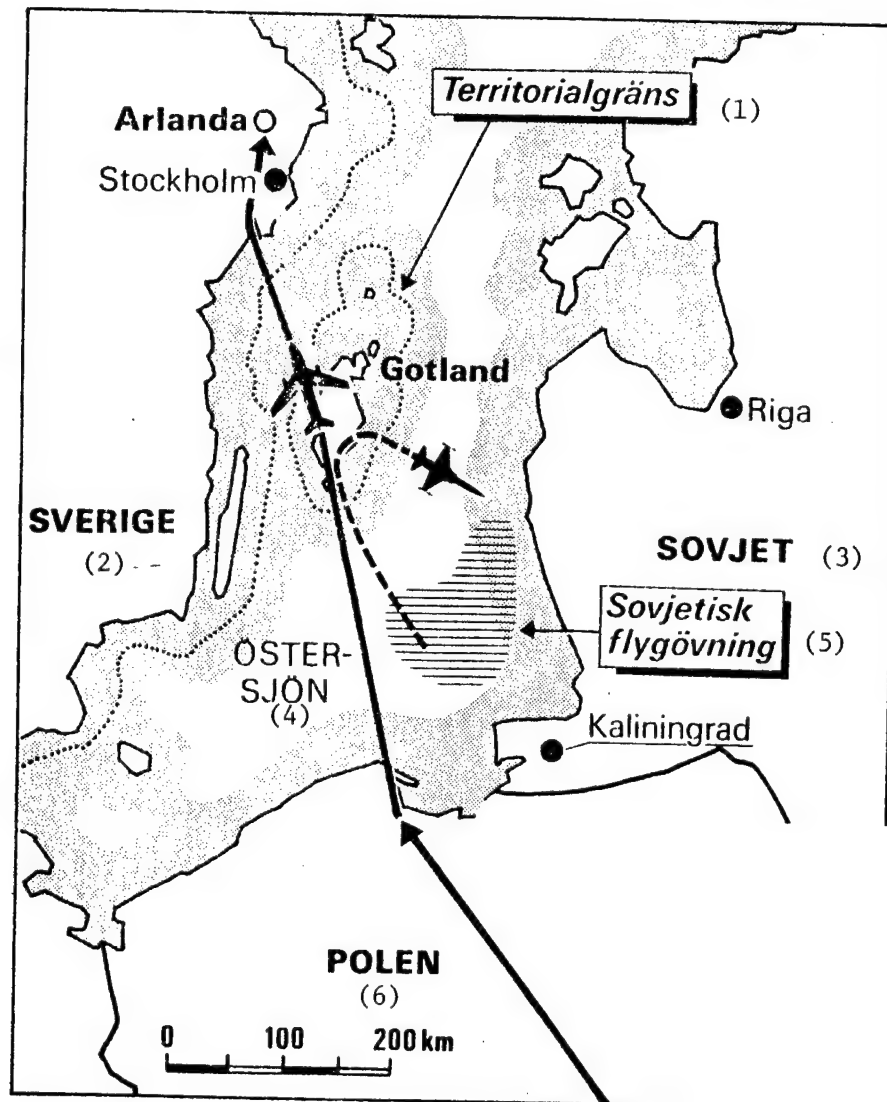 Territorialgräns (1)
Arlanda
Stockholm
Gotland
Riga
SVERIGE
(2)
SOVJET (3)
Sovjetisk
flygövning (5)
ÖSTER-
SJÖN
(4)
Kaliningrad
POLEN
(6)
0 100 200 km